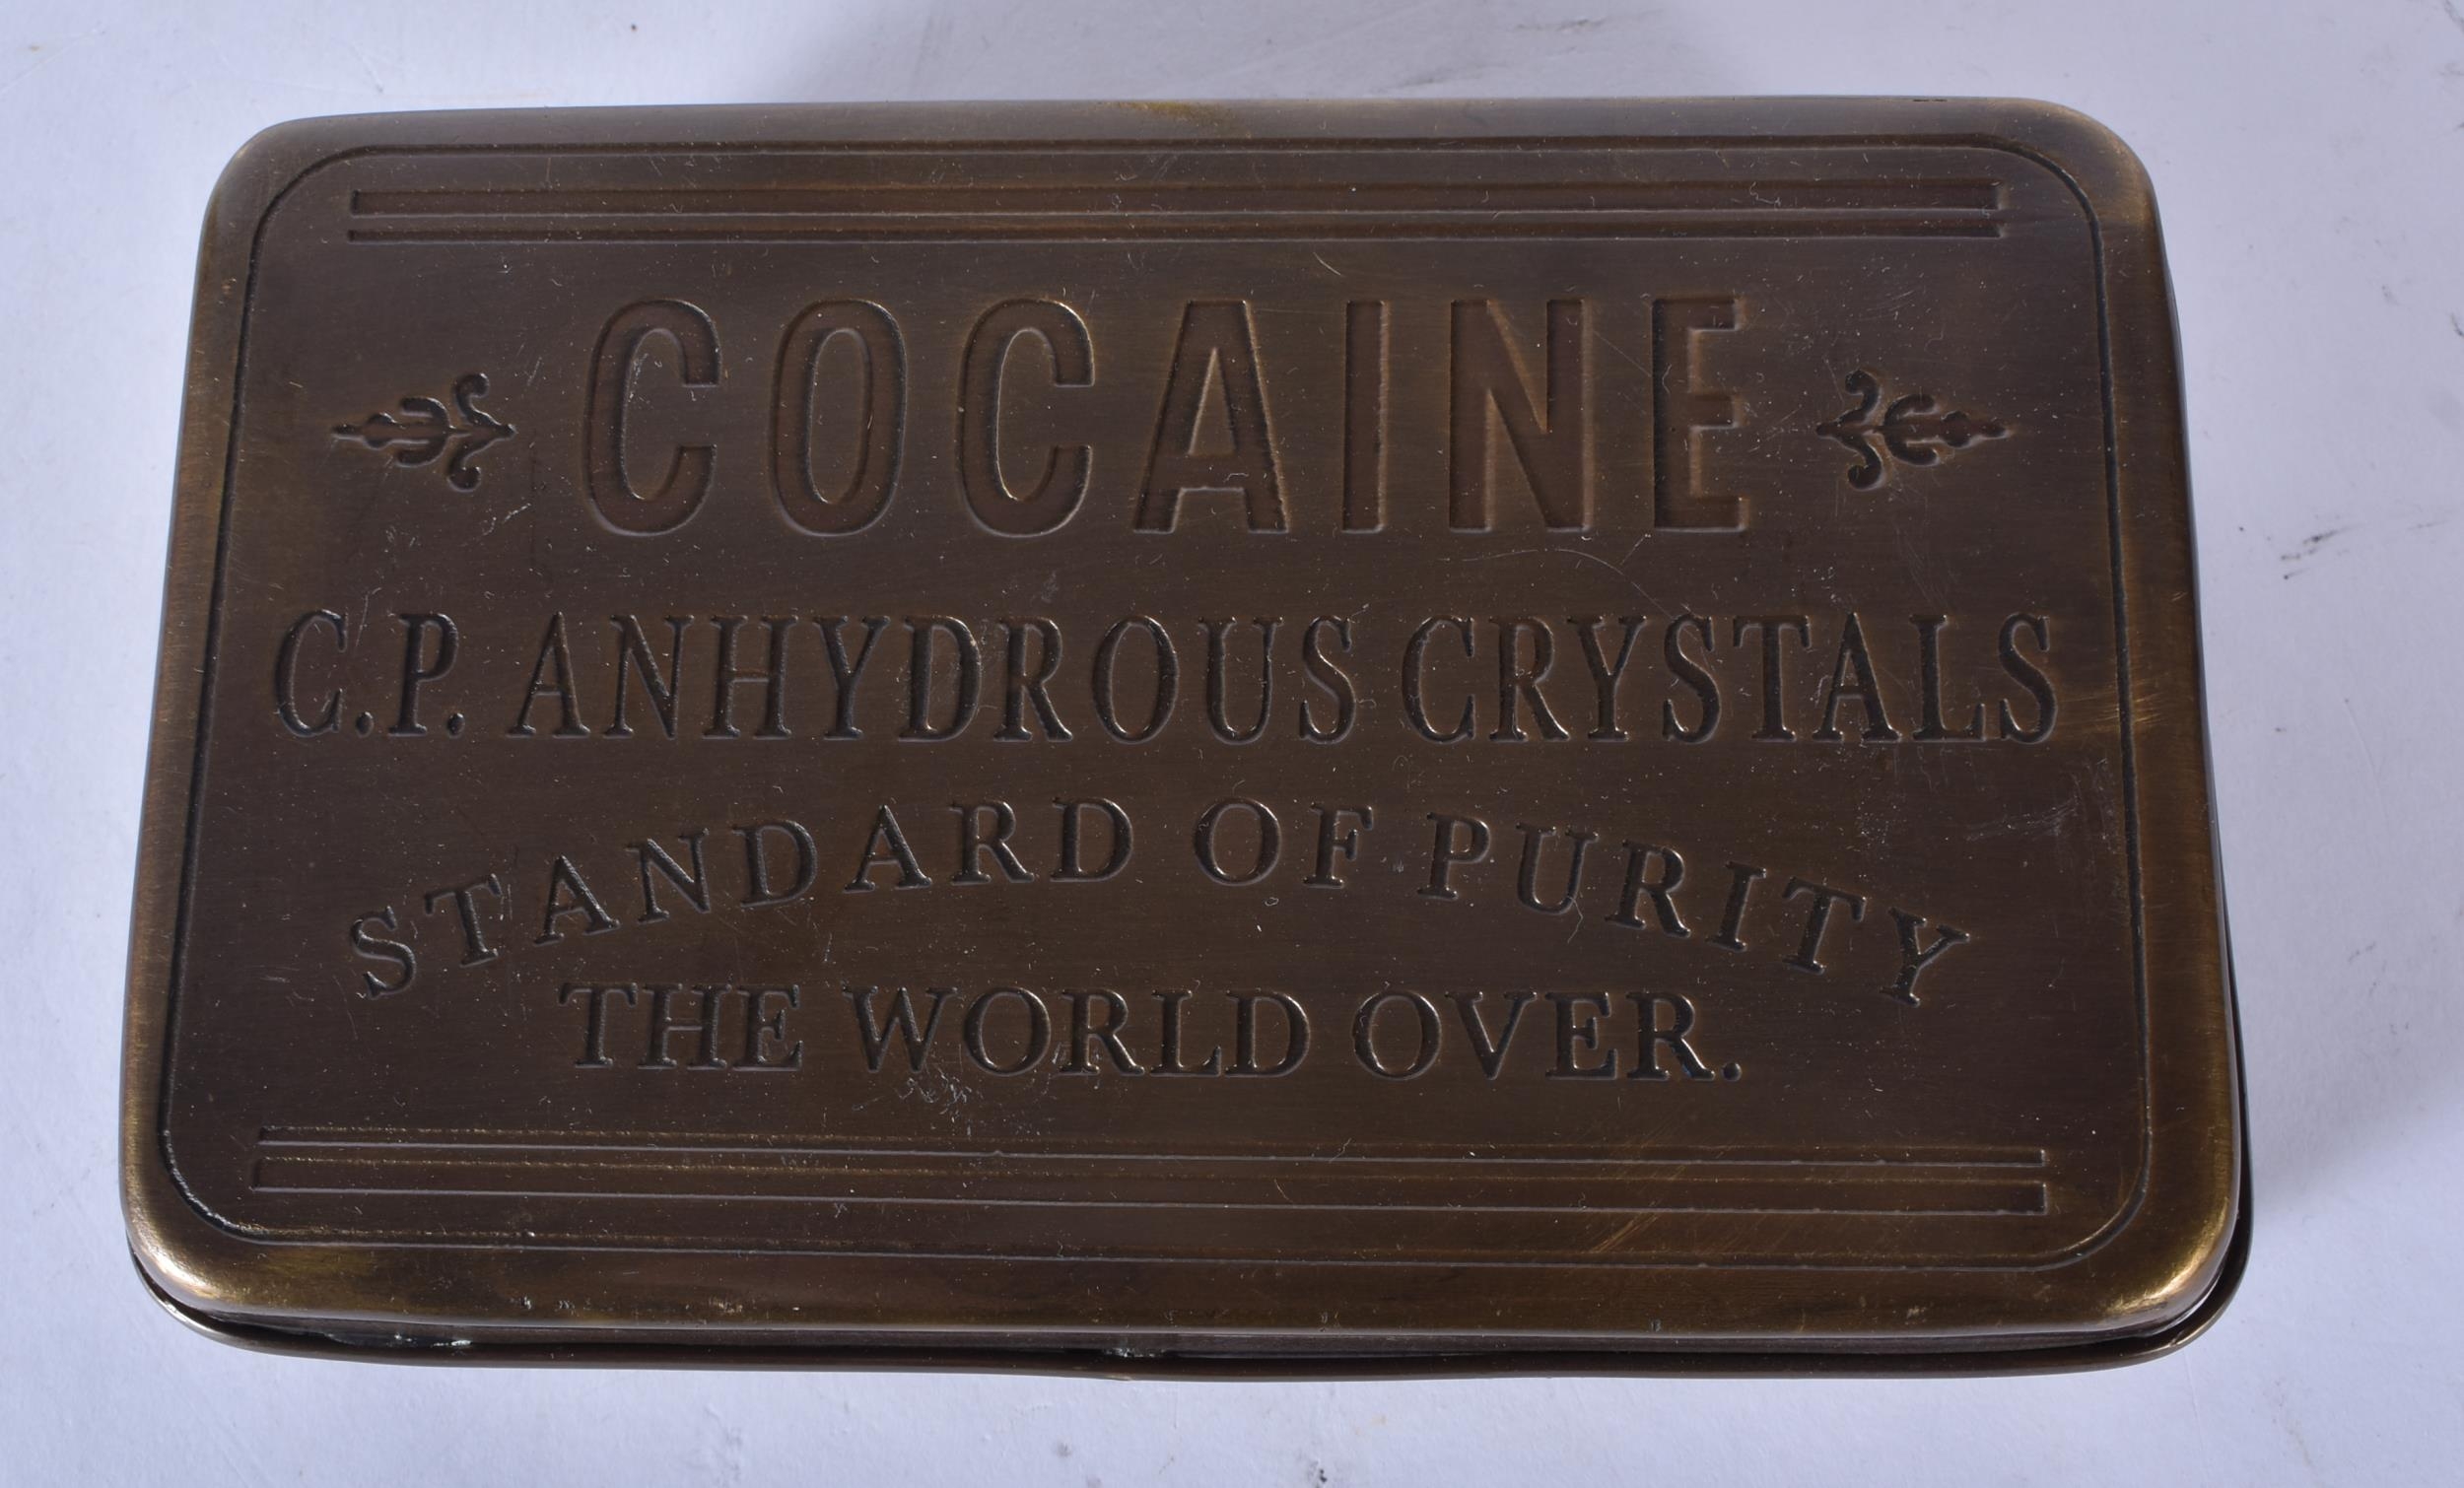 COCAINE
C.P. ANHYDROUS CRYSTALS
STANDARD OF PURITY
THE WORLD OVER.